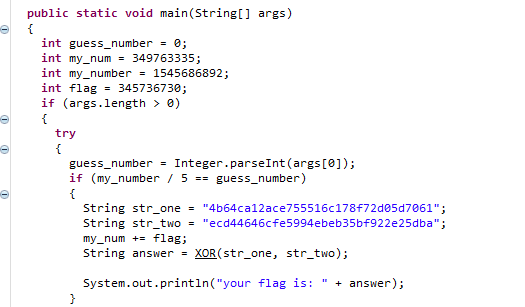 public static void main(String[] args)
{
int guess_number = 0;
int my_num = 349763335;
int my_number = 1545686892;
int flag = 345736730;
if (args.length > 0)
{
try
{
guess_number = Integer.parseInt(args[0]);
if (my_number / 5 == guess_number)
{
String str_one = "4b64ca12ace755516c178f72d05d7061";
String str_two = "ecd44646cfe5994ebeb35bf922e25dba";
my_num += flag;
String answer = XOR(str_one, str_two);
System.out.println("your flag is: " + answer);
}